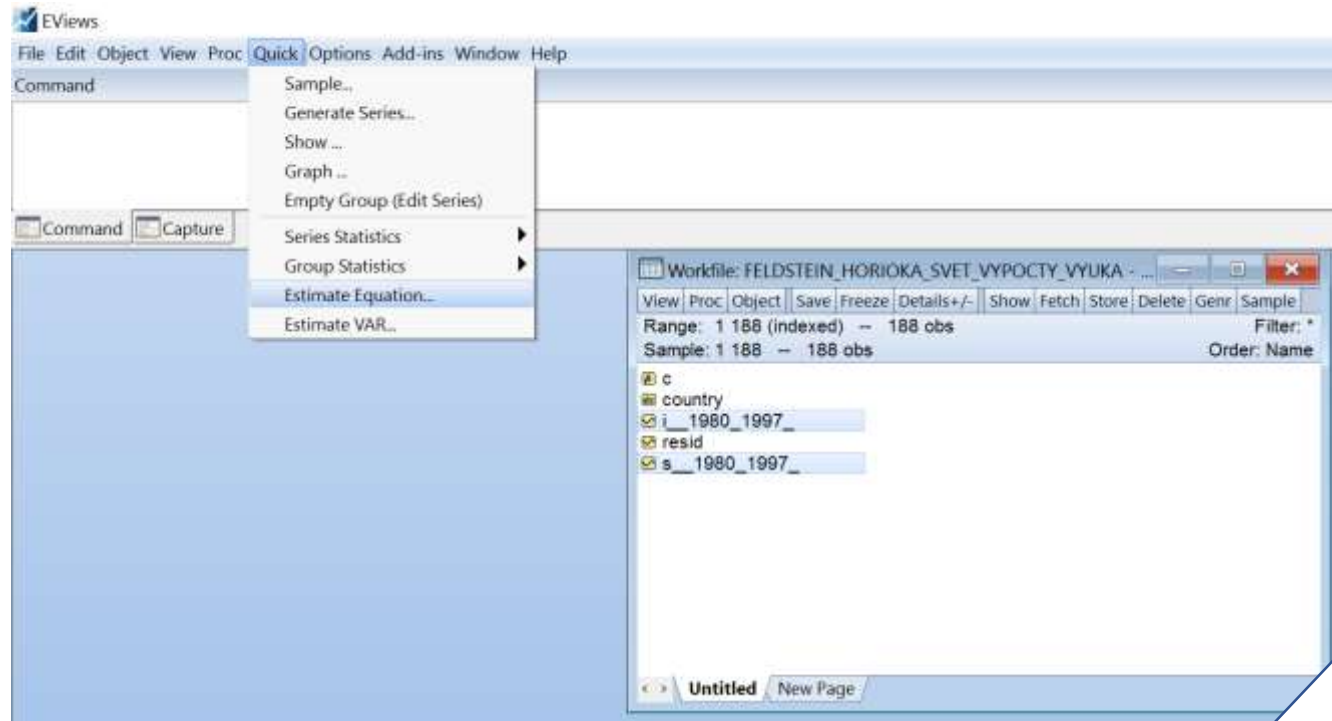 EViews
File Edit Object View Proc Quick Options Add-ins Window Help
Command
Sample...
Generate Series...
Show ...
Graph ...
Empty Group (Edit Series)
Series Statistics
Group Statistics
Estimate Equation...
Estimate VAR...
Command Capture
Workfile: FELDSTEIN_HORIOKA_SVET_VYPOCTY_VYUKA - ...
View Proc Object Save Freeze Details+/- Show Fetch Store Delete Genr Sample
Range: 1 188 (indexed) -- 188 obs Filter: *
Sample: 1 188 -- 188 obs Order: Name
c
country
i__1980_1997_
resid
s__1980_1997_
Untitled New Page